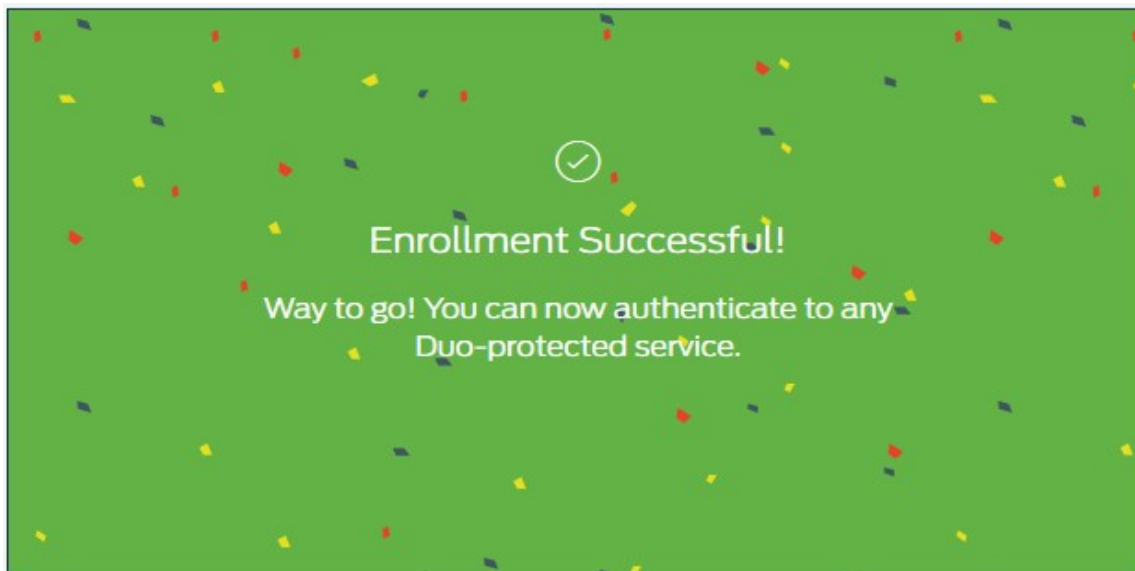 Enrollment Successful!
Way to go! You can now authenticate to any
Duo-protected service.